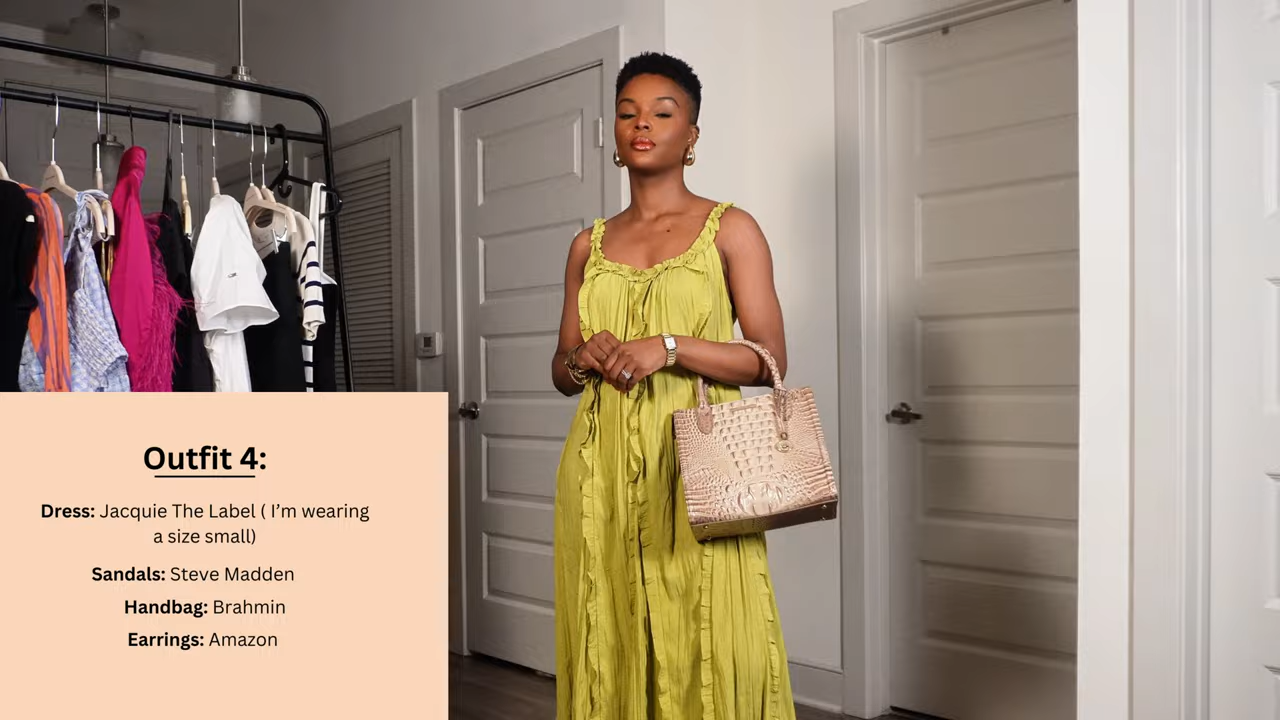 Outfit 4:
Dress: Jacquie The Label ( I'm wearing
a size small)
Sandals: Steve Madden
Handbag: Brahmin
Earrings: Amazon